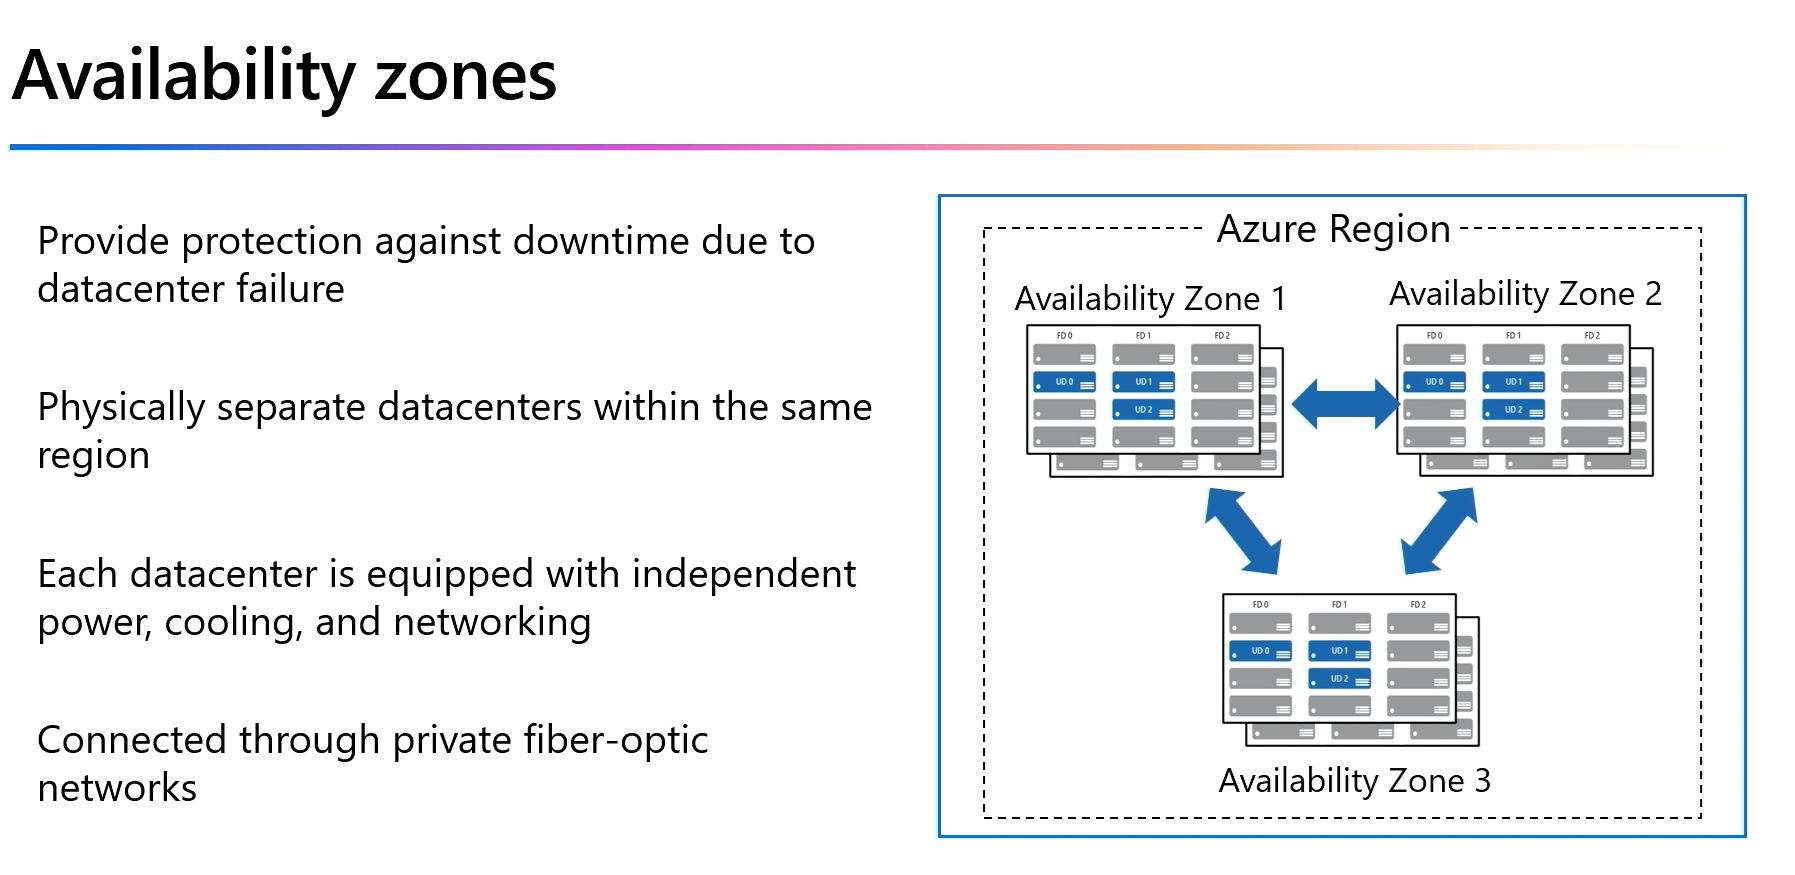 Availability zones
Provide protection against downtime due to
datacenter failure
Physically separate datacenters within the same
region
Each datacenter is equipped with independent
power, cooling, and networking
Connected through private fiber-optic
networks
Azure Region
Availability Zone 1
FD 0 FD 1 FD 2
UD 0 UD 1
UD 2
Availability Zone 2
FD 0 FD 1 FD 2
UD 0 UD 1
UD 2
FD 0 FD 1 FD 2
UD 0 UD 1
UD 2
Availability Zone 3